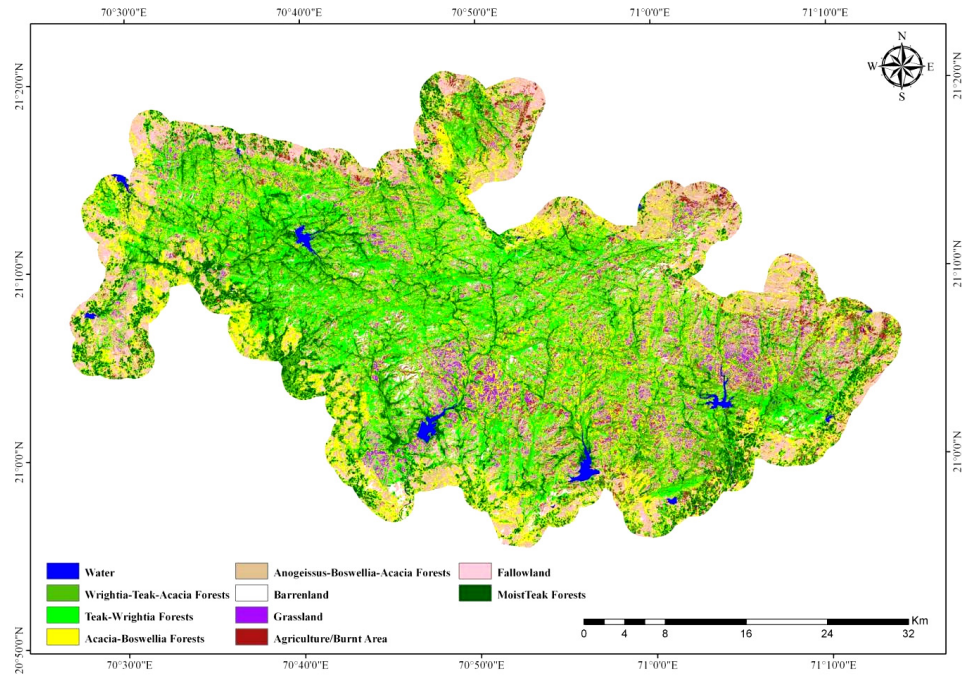 70°30'0"E 70°40'0"E 70°50'0"E 71°0'0"E 71°10'0"E
N
W E
S
21°20'0"N 21°20'0"N
21°10'0"N 21°10'0"N
21°0'0"N 21°0'0"N
20°50'0"N 20°50'0"N
Water
Wrightia-Teak-Acacia Forests
Teak-Wrightia Forests
Acacia-Boswellia Forests
Anogeissus-Boswellia-Acacia Forests
Barrenland
Grassland
Agriculture/Burnt Area
Fallowland
MoistTeak Forests
Km
0 4 8 16 24 32
70°30'0"E 70°40'0"E 70°50'0"E 71°0'0"E 71°10'0"E